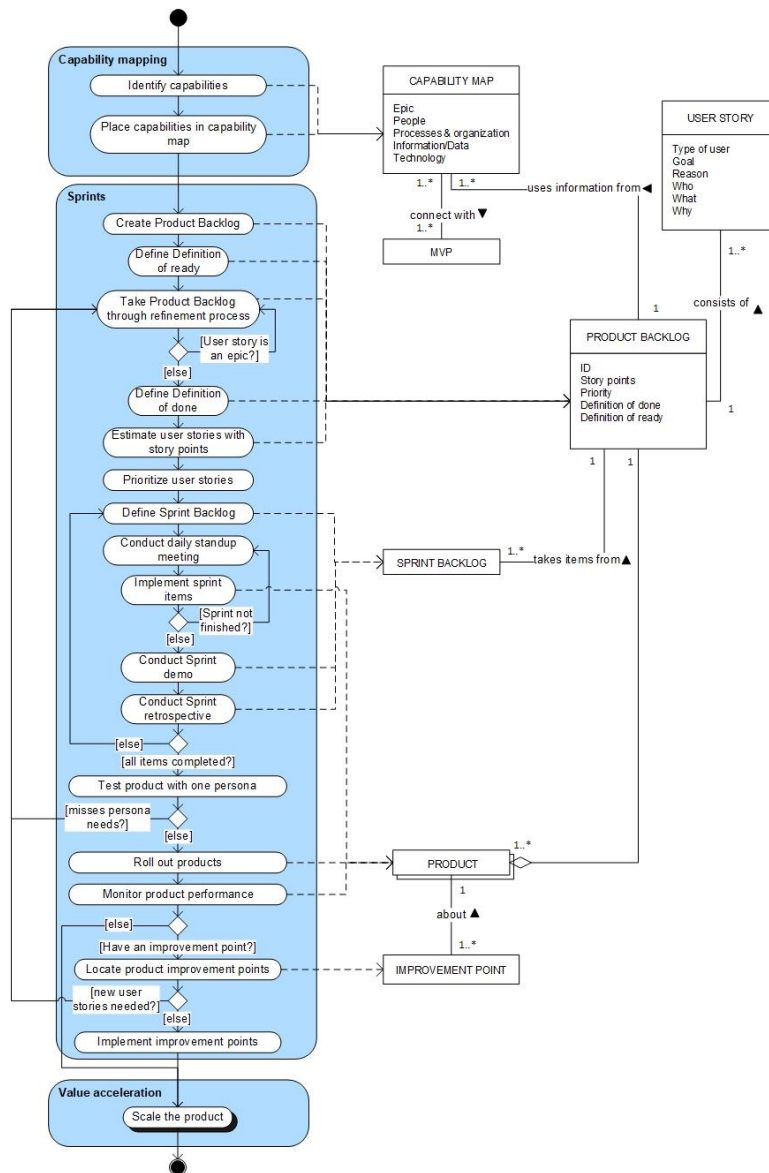 Capability mapping
Identify capabilities
Place capabilities in capability
map
Sprints
Create Product Backlog
Define Definition
of ready
Take Product Backlog
through refinement process
[User story is
an epic?]
[else]
Define Definition
of done
Estimate user stories with
story points
Prioritize user stories
Define Sprint Backlog
Conduct daily standup
meeting
Implement sprint
items
[Sprint not
finished?]
[else]
Conduct Sprint
demo
Conduct Sprint
retrospective
[else]
[all items completed?]
Test product with one persona
[misses persona
needs?]
[else]
Roll out products
Monitor product performance
[else]
[Have an improvement point?]
Locate product improvement points
[new user
stories needed?]
[else]
Implement improvement points
Value acceleration
Scale the product
CAPABILITY MAP
Epic
People
Processes & organization
Information/Data
Technology
1..*
1..*
uses information from ◀
connect with ▼
1..*
MVP
USER STORY
Type of user
Goal
Reason
Who
What
Why
1..*
consists of ▲
1
PRODUCT BACKLOG
ID
Story points
Priority
Definition of done
Definition of ready
1
1
1
SPRINT BACKLOG
1..*
takes items from ▲
PRODUCT
1..*
1
about ▲
1..*
IMPROVEMENT POINT